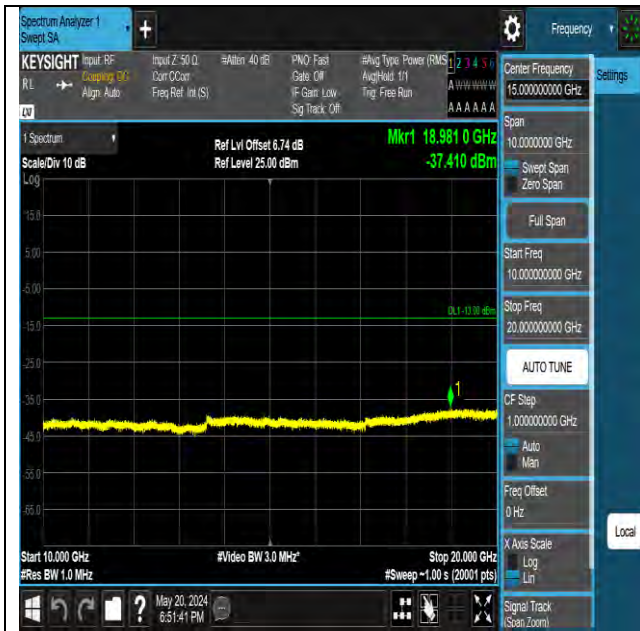 Spectrum Analyzer 1
Swept SA
+
Frequency
KEYSIGHT
Input: RF
Coupling: DC
Align: Auto
Input Z: 50 Ω
Corr CCorr
Freq Ref: Int (S)
#Atten: 40 dB
PNO: Fast
Gate: Off
IF Gain: Low
Sig Track: Off
#Avg Type: Power (RMS
Avg|Hold: 1/1
Trig: Free Run
1 2 3 4 5 6
A W W W W W
A A A A A A
RL
LXI
1 Spectrum
Scale/Div 10 dB
Ref Lvl Offset 6.74 dB
Ref Level 25.00 dBm
Mkr1 18.981 0 GHz
-37.410 dBm
Log
15.0
5.00
-5.00
-15.0
-25.0
-35.0
-45.0
-55.0
-65.0
DL1 -13.00 dBm
1
Start 10.000 GHz
#Res BW 1.0 MHz
#Video BW 3.0 MHz*
Stop 20.000 GHz
#Sweep ~1.00 s (20001 pts)
May 20, 2024
6:51:41 PM
?
Center Frequency
15.000000000 GHz
Settings
Span
10.0000000 GHz
Swept Span
Zero Span
Full Span
Start Freq
10.000000000 GHz
Stop Freq
20.000000000 GHz
AUTO TUNE
CF Step
1.000000000 GHz
Auto
Man
Freq Offset
0 Hz
X Axis Scale
Log
Lin
Local
Signal Track
(Span Zoom)